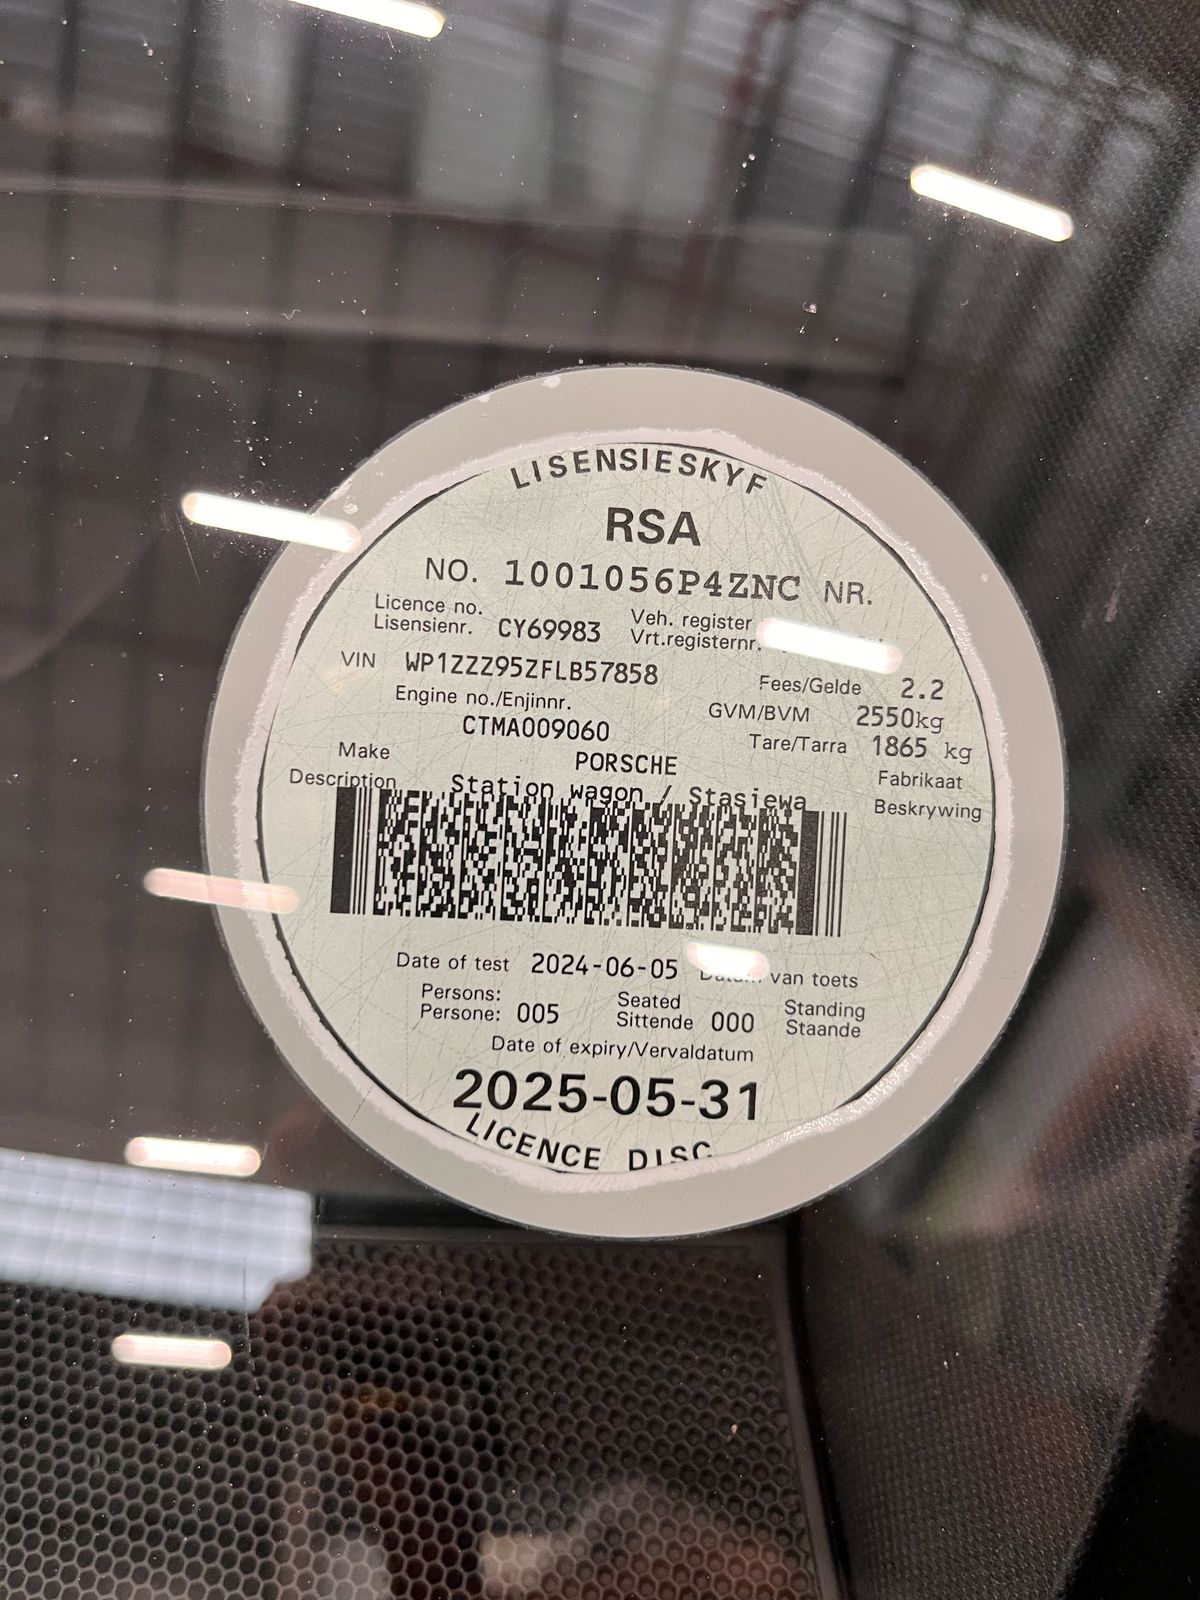 LISENSIESKYF
RSA
NO. 1001056P4ZNC NR.
Licence no. Veh. register
Lisensienr. CY69983 Vrt.registernr.
VIN WP1ZZZ95ZFLB57858
Fees/Gelde 2.2
Engine no./Enjinnr. GVM/BVM 2550kg
CTMA009060 Tare/Tarra 1865 kg
Make PORSCHE Fabrikaat
Description Station wagon / Stasiewa Beskrywing
Date of test 2024-06-05 Datum van toets
Persons: Seated Standing
Persone: 005 Sittende 000 Staande
Date of expiry/Vervaldatum
2025-05-31
LICENCE DISC